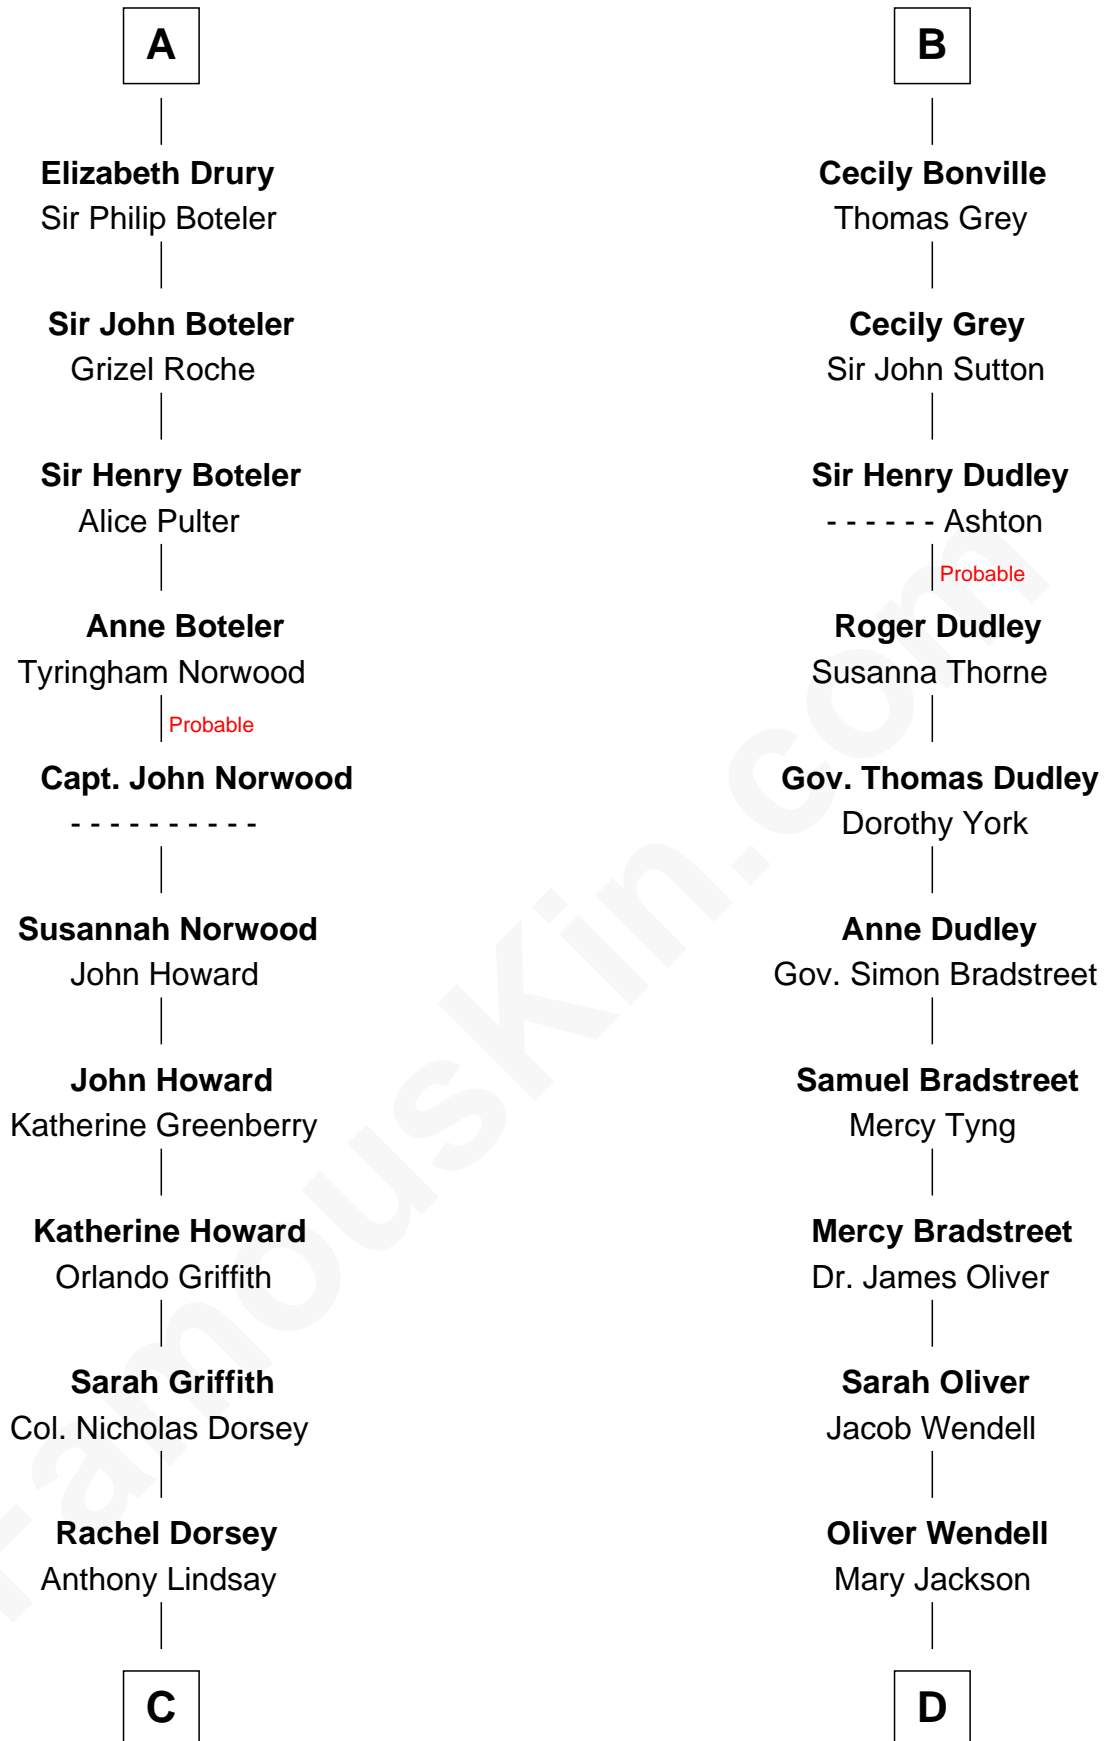 A
Elizabeth Drury
Sir Philip Boteler
Sir John Boteler
Grizel Roche
Sir Henry Boteler
Alice Pulter
Anne Boteler
Tyringham Norwood
Probable
Capt. John Norwood
- - - - - - - - - -
Susannah Norwood
John Howard
John Howard
Katherine Greenberry
Katherine Howard
Orlando Griffith
Sarah Griffith
Col. Nicholas Dorsey
Rachel Dorsey
Anthony Lindsay
C
B
Cecily Bonville
Thomas Grey
Cecily Grey
Sir John Sutton
Sir Henry Dudley
- - - - - - Ashton
Probable
Roger Dudley
Susanna Thorne
Gov. Thomas Dudley
Dorothy York
Anne Dudley
Gov. Simon Bradstreet
Samuel Bradstreet
Mercy Tyng
Mercy Bradstreet
Dr. James Oliver
Sarah Oliver
Jacob Wendell
Oliver Wendell
Mary Jackson
D
FamousKin.com